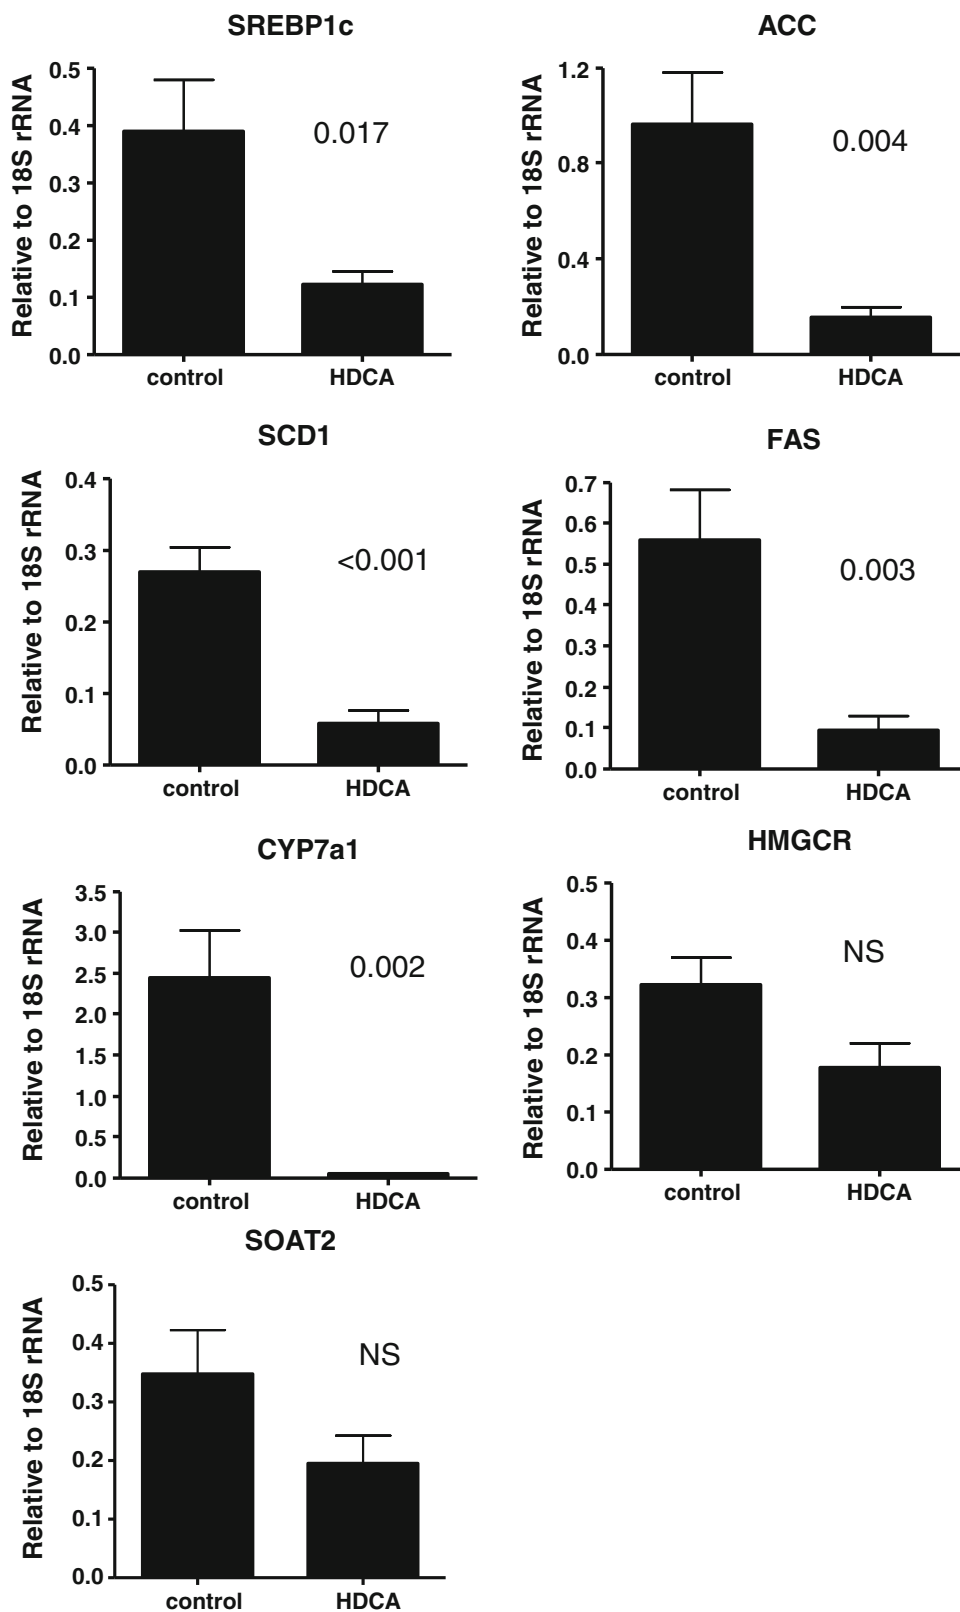 SREBP1c
Relative to 18S rRNA
0.5
0.4
0.3
0.2
0.1
0.0
0.017
control HDCA
ACC
Relative to 18S rRNA
1.2
0.8
0.4
0.0
0.004
control HDCA
SCD1
Relative to 18S rRNA
0.4
0.3
0.2
0.1
0.0
<0.001
control HDCA
FAS
Relative to 18S rRNA
0.7
0.6
0.5
0.4
0.3
0.2
0.1
0.0
0.003
control HDCA
CYP7a1
Relative to 18S rRNA
3.5
3.0
2.5
2.0
1.5
1.0
0.5
0.0
0.002
control HDCA
HMGCR
Relative to 18S rRNA
0.5
0.4
0.3
0.2
0.1
0.0
NS
control HDCA
SOAT2
Relative to 18S rRNA
0.5
0.4
0.3
0.2
0.1
0.0
NS
control HDCA